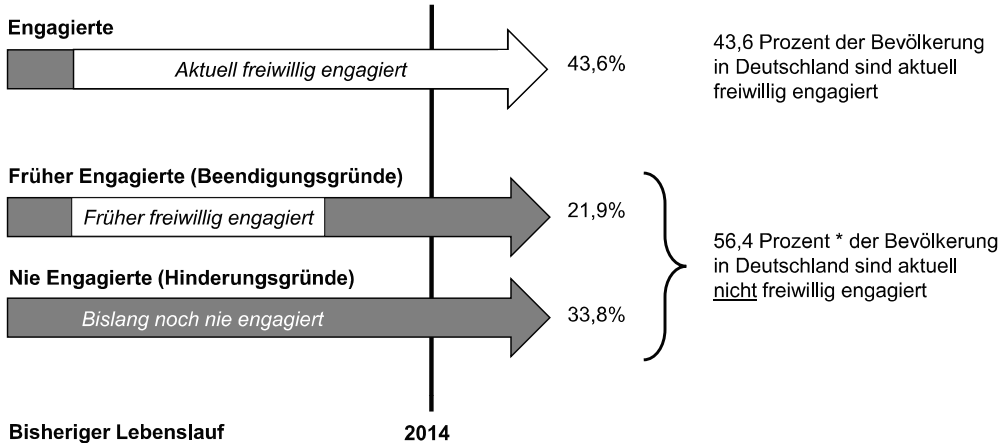 Engagierte
Aktuell freiwillig engagiert
43,6%
43,6 Prozent der Bevölkerung
in Deutschland sind aktuell
freiwillig engagiert
Früher Engagierte (Beendigungsgründe)
Früher freiwillig engagiert
21,9%
Nie Engagierte (Hinderungsgründe)
Bislang noch nie engagiert
33,8%
56,4 Prozent * der Bevölkerung
in Deutschland sind aktuell
nicht freiwillig engagiert
Bisheriger Lebenslauf
2014